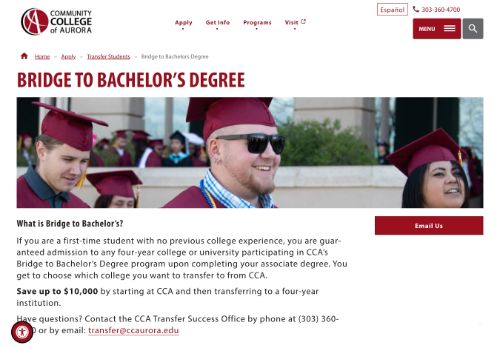 COMMUNITY
COLLEGE
of AURORA
Apply
Get Info
Programs
Visit
Español
303-360-4700
MENU
Home » Apply » Transfer Students » Bridge to Bachelors Degree
BRIDGE TO BACHELOR'S DEGREE
What is Bridge to Bachelor's?
If you are a first-time student with no previous college experience, you are guar-
anteed admission to any four-year college or university participating in CCA's
Bridge to Bachelor's Degree program upon completing your associate degree. You
get to choose which college you want to transfer to from CCA.
Save up to $10,000 by starting at CCA and then transferring to a four-year
institution.
Have questions? Contact the CCA Transfer Success Office by phone at (303) 360-
or by email: transfer@ccaurora.edu
Email Us